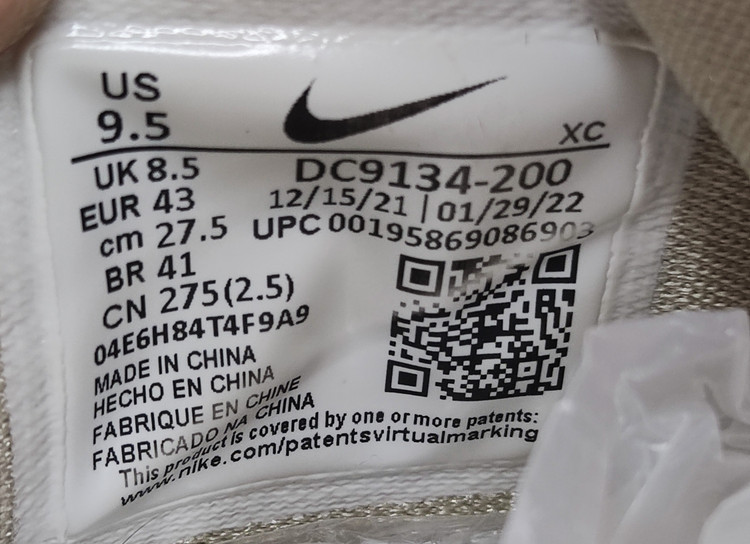 US
9.5
XC
UK 8.5
EUR 43
cm 27.5
BR 41
CN 275(2.5)
04E6H84T4F9A9
DC9134-200
12/15/21 | 01/29/22
UPC 00195869086903
MADE IN CHINA
HECHO EN CHINA
FABRIQUE EN CHINE
FABRICADO NA CHINA
This product is covered by one or more patents:
www.nike.com/patentsvirtualmarking